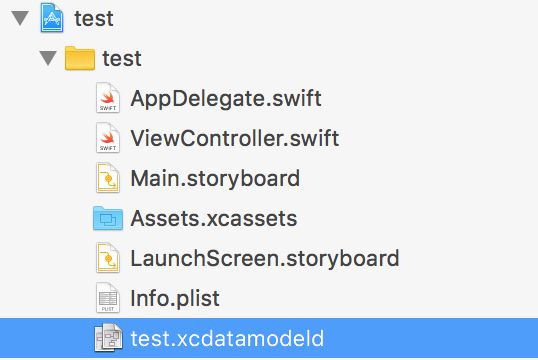 test
test
AppDelegate.swift
ViewController.swift
Main.storyboard
Assets.xcassets
LaunchScreen.storyboard
Info.plist
test.xcdatamodeld